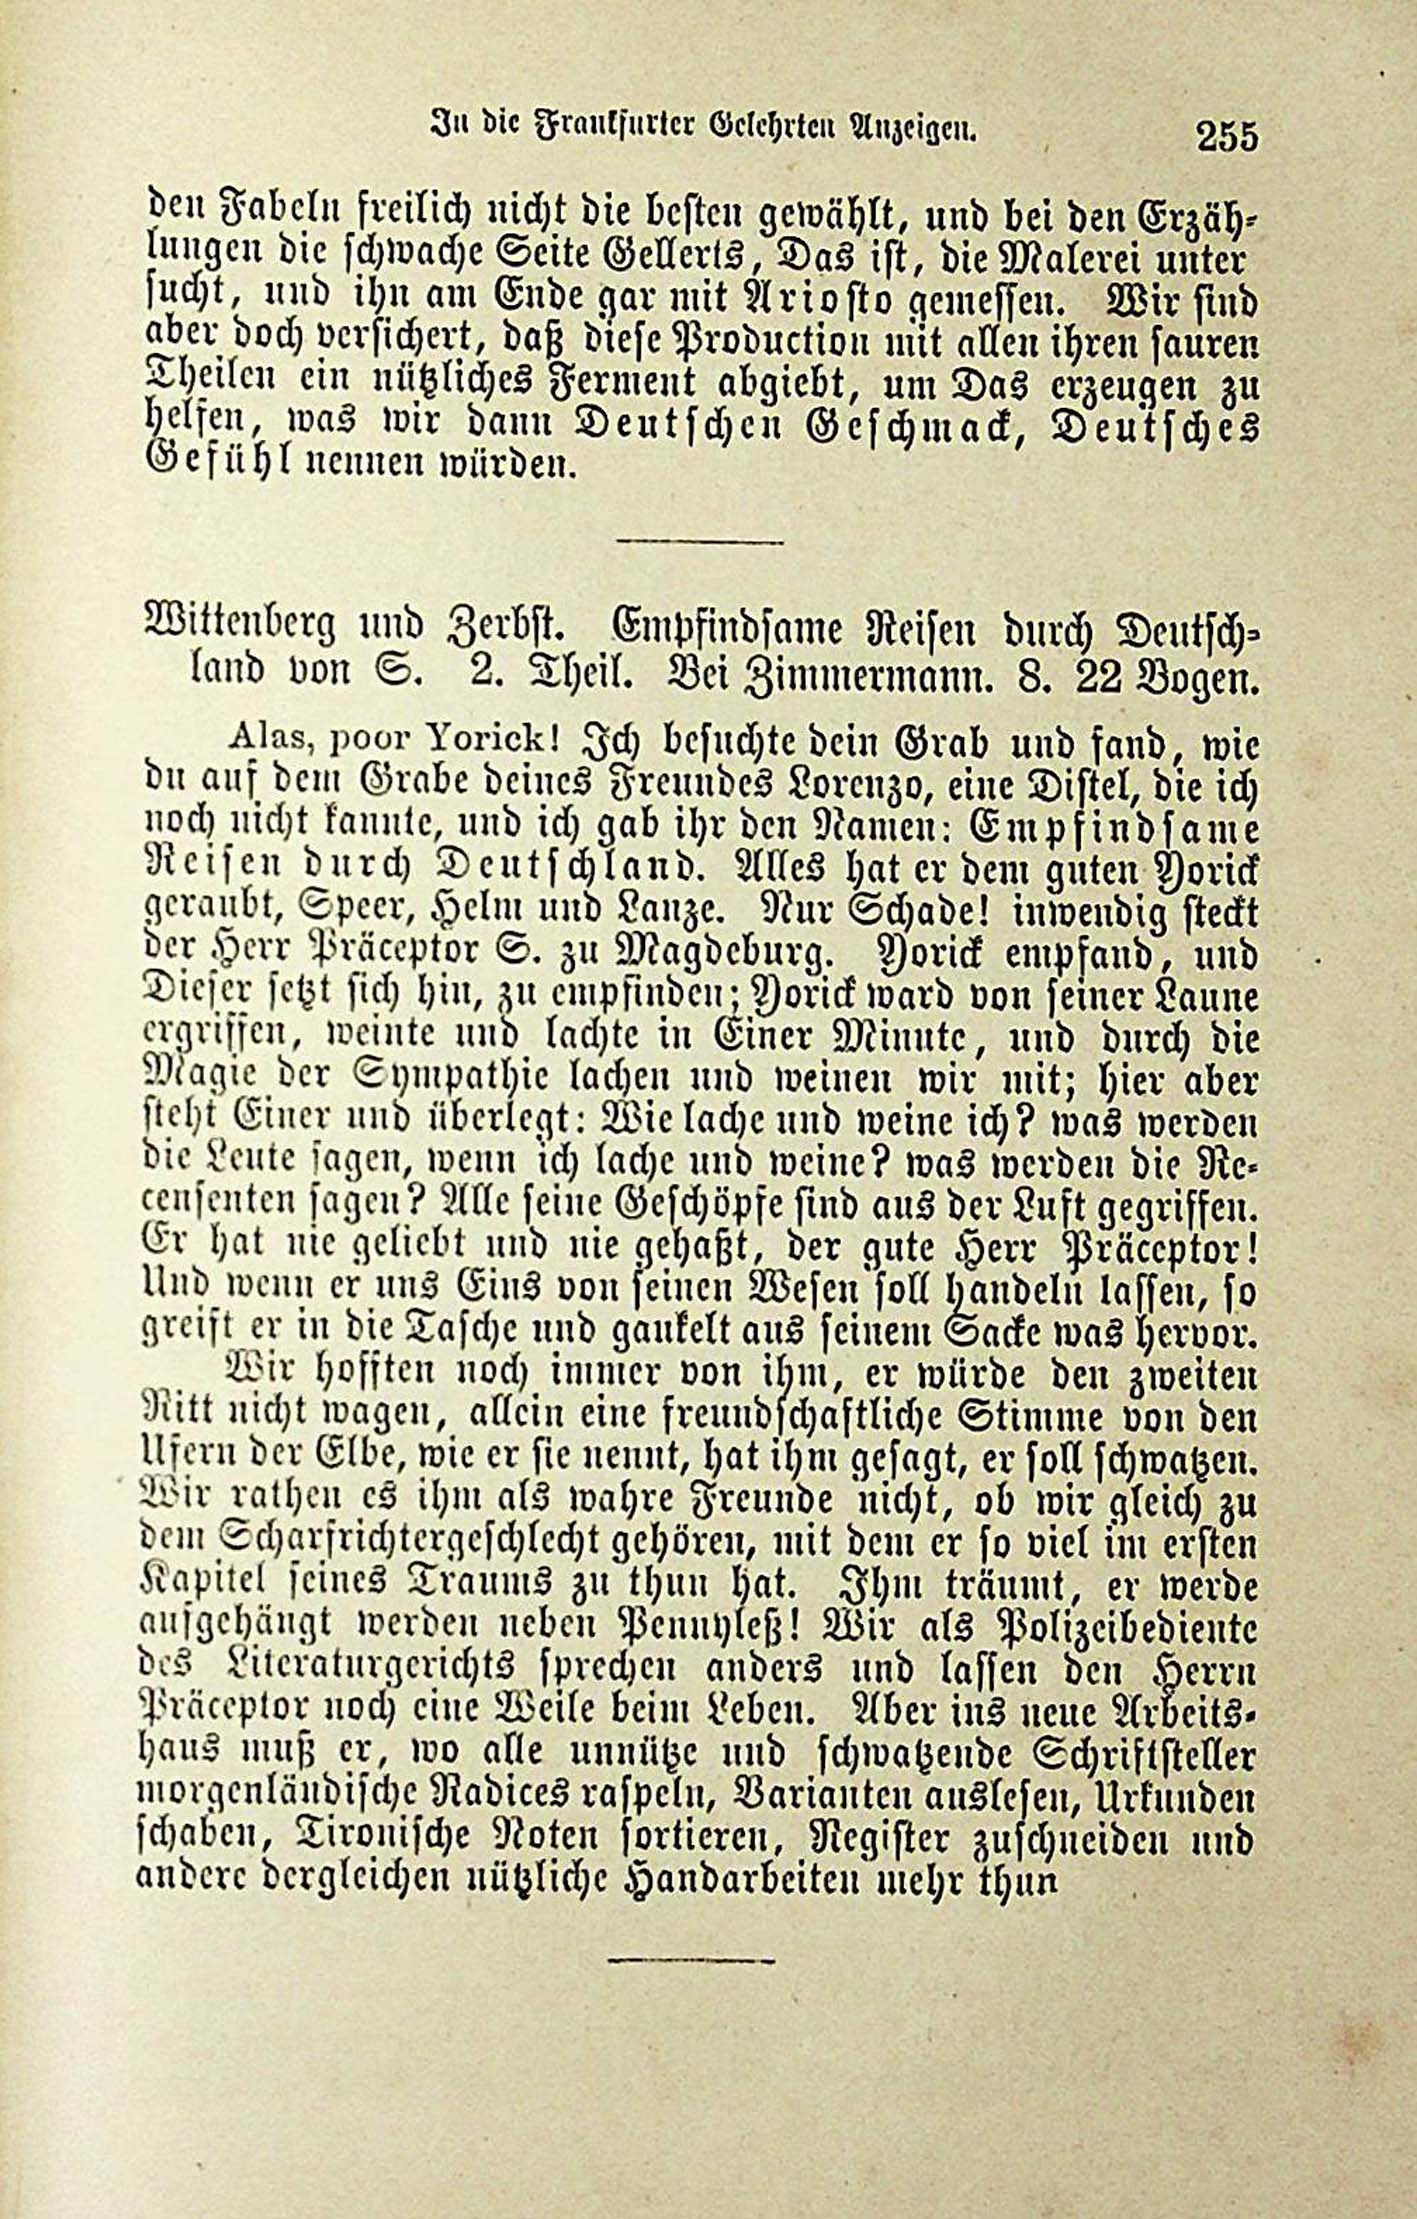 In die Frankfurter Gelehrten Anzeigen. 255
den Fabeln freilich nicht die besten gewählt, und bei den Erzäh-
lungen die schwache Seite Gellerts, Das ist, die Malerei unter
sucht, und ihn am Ende gar mit Ariosto gemessen. Wir sind
aber doch versichert, daß diese Production mit allen ihren sauren
Theilen ein nützliches Ferment abgiebt, um Das erzeugen zu
helfen, was wir dann Deutschen Geschmack, Deutsches
Gefühl nennen würden.
Wittenberg und Zerbst. Empfindsame Reisen durch Deutsch-
land von S. 2. Theil. Bei Zimmermann. 8. 22 Bogen.
Alas, poor Yorick! Ich besuchte dein Grab und fand, wie
du auf dem Grabe deines Freundes Lorenzo, eine Distel, die ich
noch nicht kannte, und ich gab ihr den Namen: Empfindsame
Reisen durch Deutschland. Alles hat er dem guten Yorick
geraubt, Speer, Helm und Lanze. Nur Schade! inwendig steckt
der Herr Präceptor S. zu Magdeburg. Yorick empfand, und
Dieser setzt sich hin, zu empfinden; Yorick ward von seiner Laune
ergriffen, weinte und lachte in Einer Minute, und durch die
Magie der Sympathie lachen und weinen wir mit; hier aber
steht Einer und überlegt: Wie lache und weine ich? was werden
die Leute sagen, wenn ich lache und weine? was werden die Re-
censenten sagen? Alle seine Geschöpfe sind aus der Luft gegriffen.
Er hat nie geliebt und nie gehaßt, der gute Herr Präceptor!
Und wenn er uns Eins von seinen Wesen soll handeln lassen, so
greift er in die Tasche und gaukelt aus seinem Sacke was hervor.
Wir hofften noch immer von ihm, er würde den zweiten
Ritt nicht wagen, allein eine freundschaftliche Stimme von den
Ufern der Elbe, wie er sie nennt, hat ihm gesagt, er soll schwatzen.
Wir rathen es ihm als wahre Freunde nicht, ob wir gleich zu
dem Scharfrichtergeschlecht gehören, mit dem er so viel im ersten
Kapitel seines Traums zu thun hat. Ihm träumt, er werde
aufgehängt werden neben Pennyleß! Wir als Polizeibediente
des Literaturgerichts sprechen anders und lassen den Herrn
Präceptor noch eine Weile beim Leben. Aber ins neue Arbeits-
haus muß er, wo alle unnütze und schwatzende Schriftsteller
morgenländische Radices raspeln, Varianten auslesen, Urkunden
schaben, Tironische Noten sortieren, Register zuschneiden und
andere dergleichen nützliche Handarbeiten mehr thun